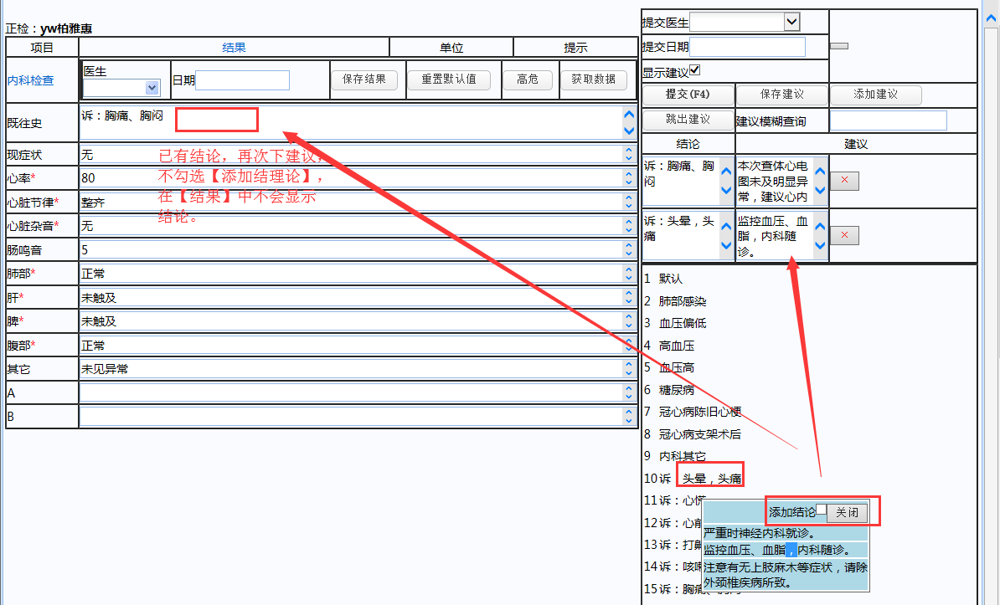 正检：yw柏雅惠
项目 结果 单位 提示
内科检查 医生 日期 保存结果 重置默认值 高危 获取数据
既往史 诉：胸痛、胸闷
现症状 无
心率* 80
心脏节律* 整齐
心脏杂音* 无
肠鸣音 5
肺部* 正常
肝* 未触及
脾* 未触及
腹部* 正常
其它 未见异常
A
B
已有结论，再次下建议，
不勾选【添加结理论】，
在【结果】中不会显示
结论。
提交医生
提交日期
显示建议
提交(F4) 保存建议 添加建议
跳出建议 建议模糊查询
结论 建议
诉：胸痛、胸
闷
本次查体心电
图未及明显异
常，建议心内
×
诉：头晕，头
痛
监控血压、血
脂，内科随
诊。
×
1 默认
2 肺部感染
3 血压偏低
4 高血压
5 血压高
6 糖尿病
7 冠心病陈旧心梗
8 冠心病支架术后
9 内科其它
10 诉 头晕，头痛
11 诉：心慌
12 诉：心前
13 诉：打鼾
14 诉：咳嗽
15 诉：胸痛、胸闷
添加结论 关闭
严重时神经内科就诊。
监控血压、血脂，内科随诊。
注意有无上肢麻木等症状，请除
外颈椎疾病所致。